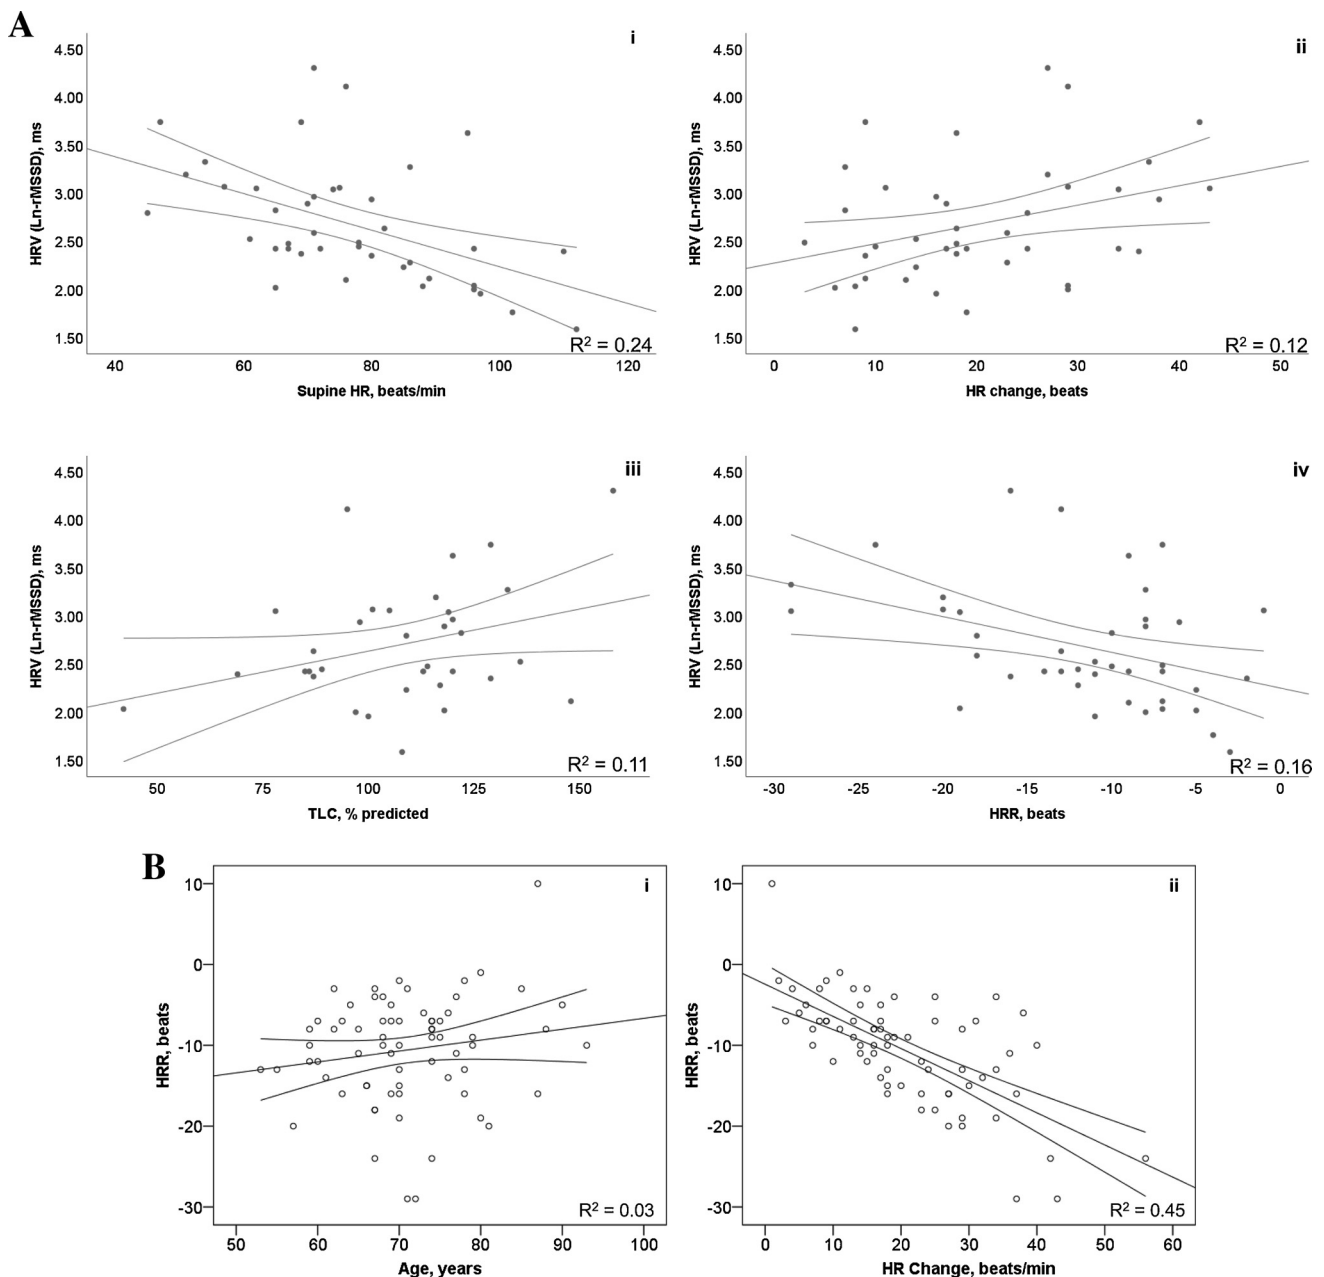 A
i
4.50
4.00
3.50
3.00
2.50
2.00
1.50
HRV (Ln-rMSSD), ms
R² = 0.24
40 60 80 100 120
Supine HR, beats/min
ii
4.50
4.00
3.50
3.00
2.50
2.00
1.50
HRV (Ln-rMSSD), ms
R² = 0.12
0 10 20 30 40 50
HR change, beats
iii
4.50
4.00
3.50
3.00
2.50
2.00
1.50
HRV (Ln-rMSSD), ms
R² = 0.11
50 75 100 125 150
TLC, % predicted
iv
4.50
4.00
3.50
3.00
2.50
2.00
1.50
HRV (Ln-rMSSD), ms
R² = 0.16
-30 -25 -20 -15 -10 -5 0
HRR, beats
B
i
10
0
-10
-20
-30
HRR, beats
R² = 0.03
50 60 70 80 90 100
Age, years
ii
10
0
-10
-20
-30
HRR, beats
R² = 0.45
0 10 20 30 40 50 60
HR Change, beats/min